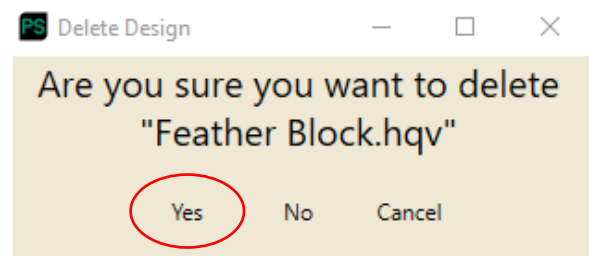 PS Delete Design
Are you sure you want to delete
"Feather Block.hqv"
Yes No Cancel